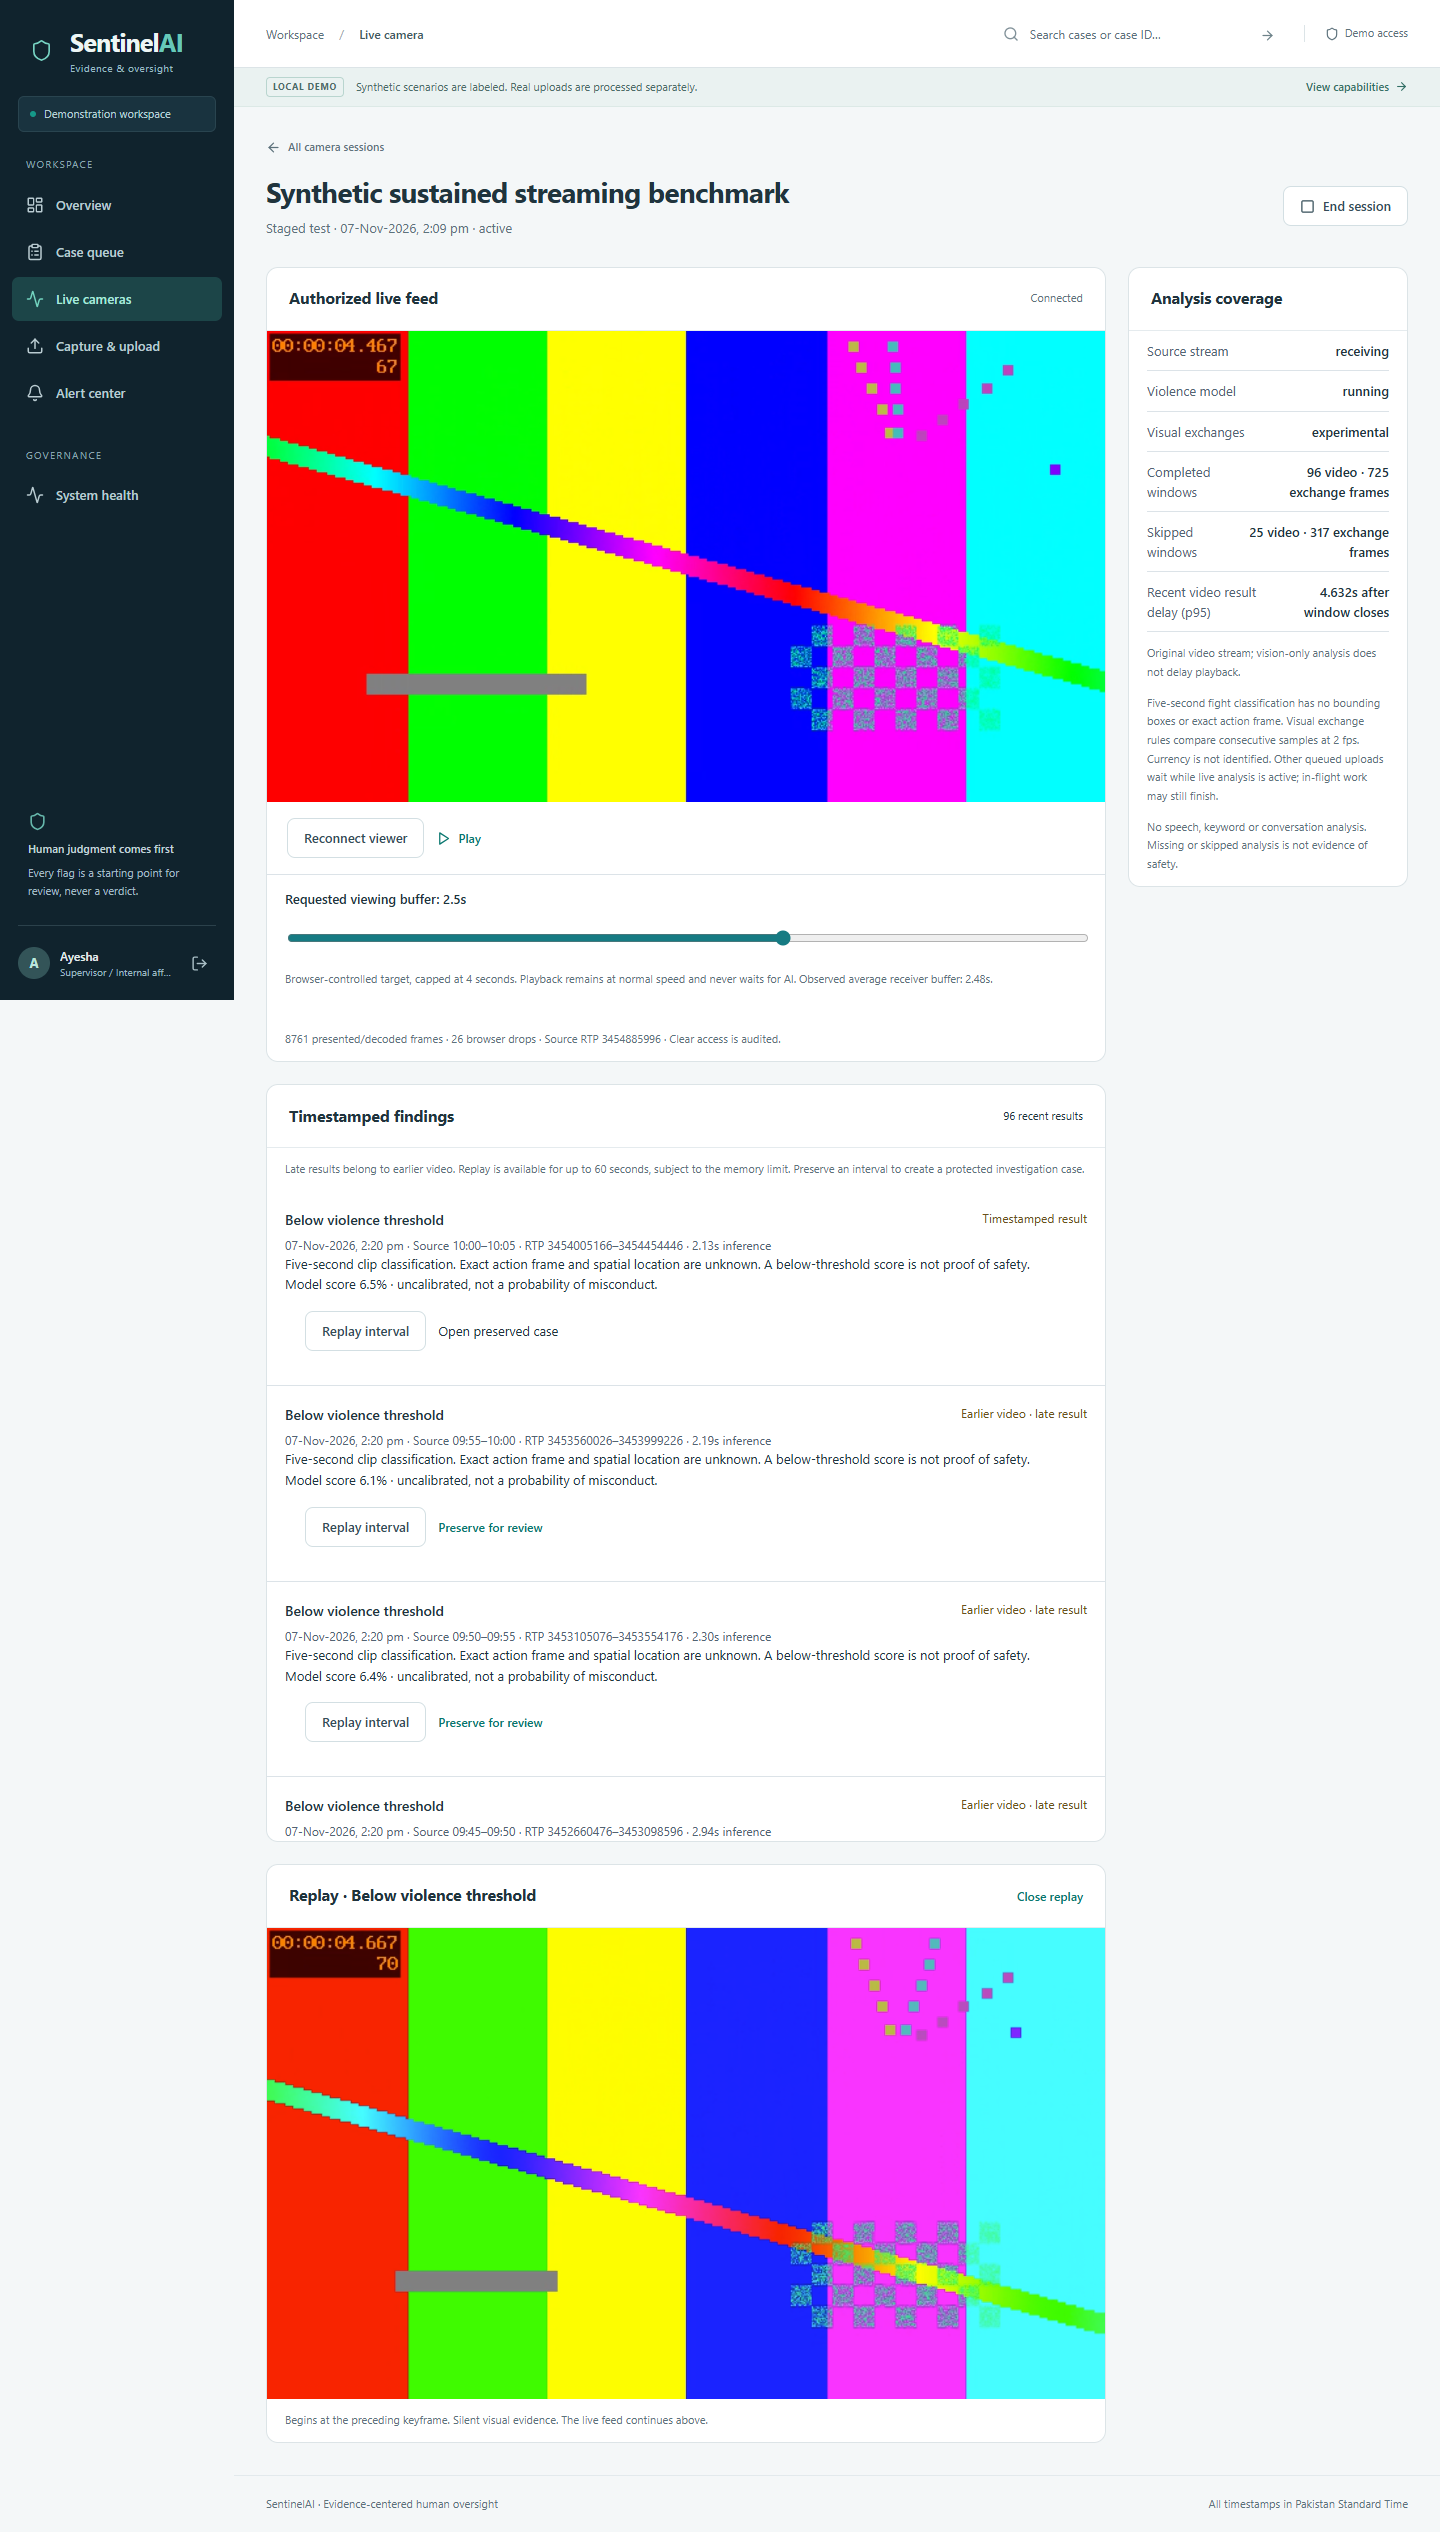 SentinelAI
Evidence & oversight
Demonstration workspace
WORKSPACE
Overview
Case queue
Live cameras
Capture & upload
Alert center
GOVERNANCE
System health
Human judgment comes first
Every flag is a starting point for
review, never a verdict.
A
Ayesha
Supervisor / Internal aff...
Workspace / Live camera
Search cases or case ID...
Demo access
LOCAL DEMO
Synthetic scenarios are labeled. Real uploads are processed separately.
View capabilities
All camera sessions
Synthetic sustained streaming benchmark
Staged test · 07-Nov-2026, 2:09 pm · active
End session
Authorized live feed
Connected
00:00:04.467
67
Reconnect viewer
Play
Requested viewing buffer: 2.5s
Browser-controlled target, capped at 4 seconds. Playback remains at normal speed and never waits for AI. Observed average receiver buffer: 2.48s.
8761 presented/decoded frames · 26 browser drops · Source RTP 3454885996 · Clear access is audited.
Analysis coverage
Source stream receiving
Violence model running
Visual exchanges experimental
Completed windows
96 video · 725 exchange frames
Skipped windows
25 video · 317 exchange frames
Recent video result delay (p95)
4.632s after window closes
Original video stream; vision-only analysis does
not delay playback.
Five-second fight classification has no bounding
boxes or exact action frame. Visual exchange
rules compare consecutive samples at 2 fps.
Currency is not identified. Other queued uploads
wait while live analysis is active; in-flight work
may still finish.
No speech, keyword or conversation analysis.
Missing or skipped analysis is not evidence of
safety.
Timestamped findings
96 recent results
Late results belong to earlier video. Replay is available for up to 60 seconds, subject to the memory limit. Preserve an interval to create a protected investigation case.
Below violence threshold
Timestamped result
07-Nov-2026, 2:20 pm · Source 10:00–10:05 · RTP 3454005166–3454454446 · 2.13s inference
Five-second clip classification. Exact action frame and spatial location are unknown. A below-threshold score is not proof of safety.
Model score 6.5% · uncalibrated, not a probability of misconduct.
Replay interval
Open preserved case
Below violence threshold
Earlier video · late result
07-Nov-2026, 2:20 pm · Source 09:55–10:00 · RTP 3453560026–3453999226 · 2.19s inference
Five-second clip classification. Exact action frame and spatial location are unknown. A below-threshold score is not proof of safety.
Model score 6.1% · uncalibrated, not a probability of misconduct.
Replay interval
Preserve for review
Below violence threshold
Earlier video · late result
07-Nov-2026, 2:20 pm · Source 09:50–09:55 · RTP 3453105076–3453554176 · 2.30s inference
Five-second clip classification. Exact action frame and spatial location are unknown. A below-threshold score is not proof of safety.
Model score 6.4% · uncalibrated, not a probability of misconduct.
Replay interval
Preserve for review
Below violence threshold
Earlier video · late result
07-Nov-2026, 2:20 pm · Source 09:45–09:50 · RTP 3452660476–3453098596 · 2.94s inference
Replay · Below violence threshold
Close replay
00:00:04.667
70
Begins at the preceding keyframe. Silent visual evidence. The live feed continues above.
SentinelAI · Evidence-centered human oversight
All timestamps in Pakistan Standard Time